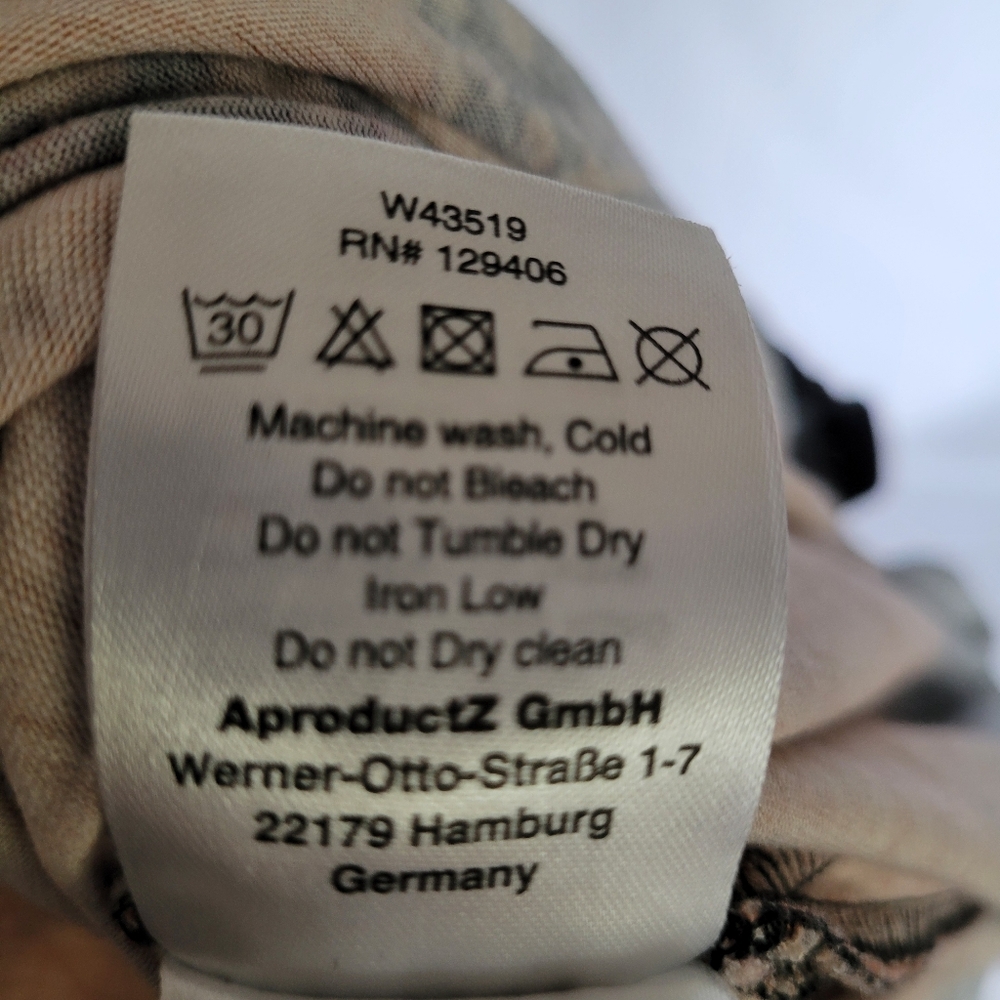 W43519
RN# 129406
30
Machine wash, Cold
Do not Bleach
Do not Tumble Dry
Iron Low
Do not Dry clean
AproductZ GmbH
Werner-Otto-Straße 1-7
22179 Hamburg
Germany